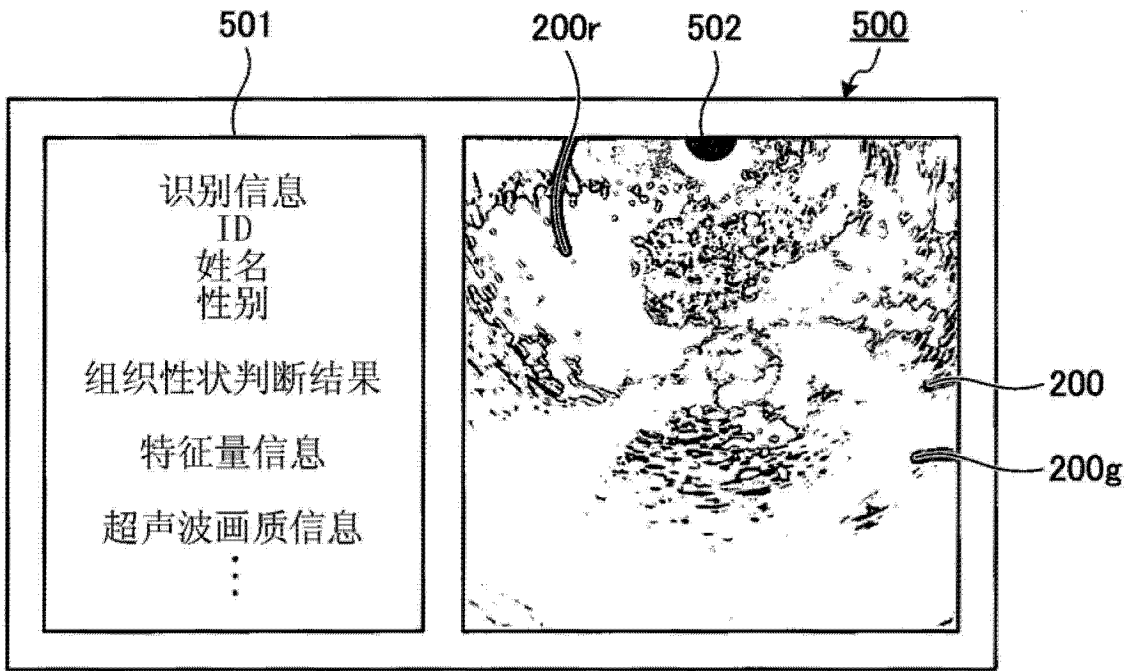 501
200r
502
500
识别信息
ID
姓名
性别
组织性状判断结果
特征量信息
超声波画质信息
⋮
200
200g